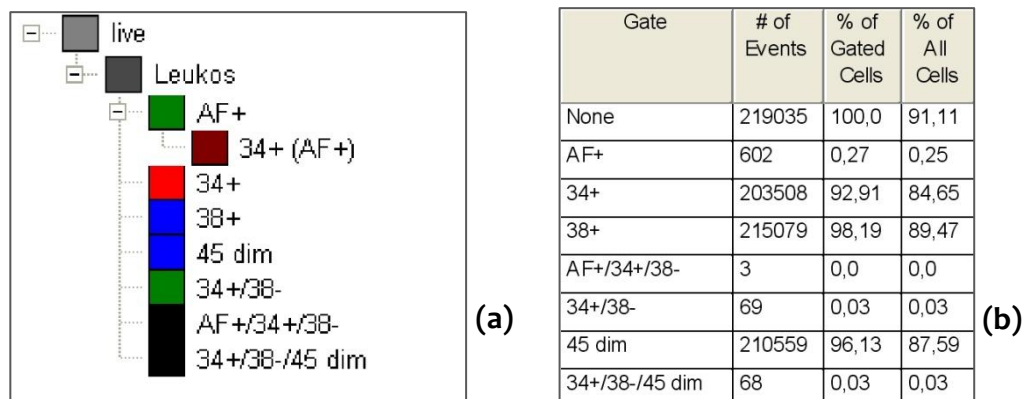 live
Leukos
AF+
34+ (AF+)
34+
38+
45 dim
34+/38-
AF+/34+/38-
34+/38-/45 dim
(a)
Gate # of Events % of Gated Cells % of All Cells
None 219035 100,0 91,11
AF+ 602 0,27 0,25
34+ 203508 92,91 84,65
38+ 215079 98,19 89,47
AF+/34+/38- 3 0,0 0,0
34+/38- 69 0,03 0,03
45 dim 210559 96,13 87,59
34+/38-/45 dim 68 0,03 0,03
(b)